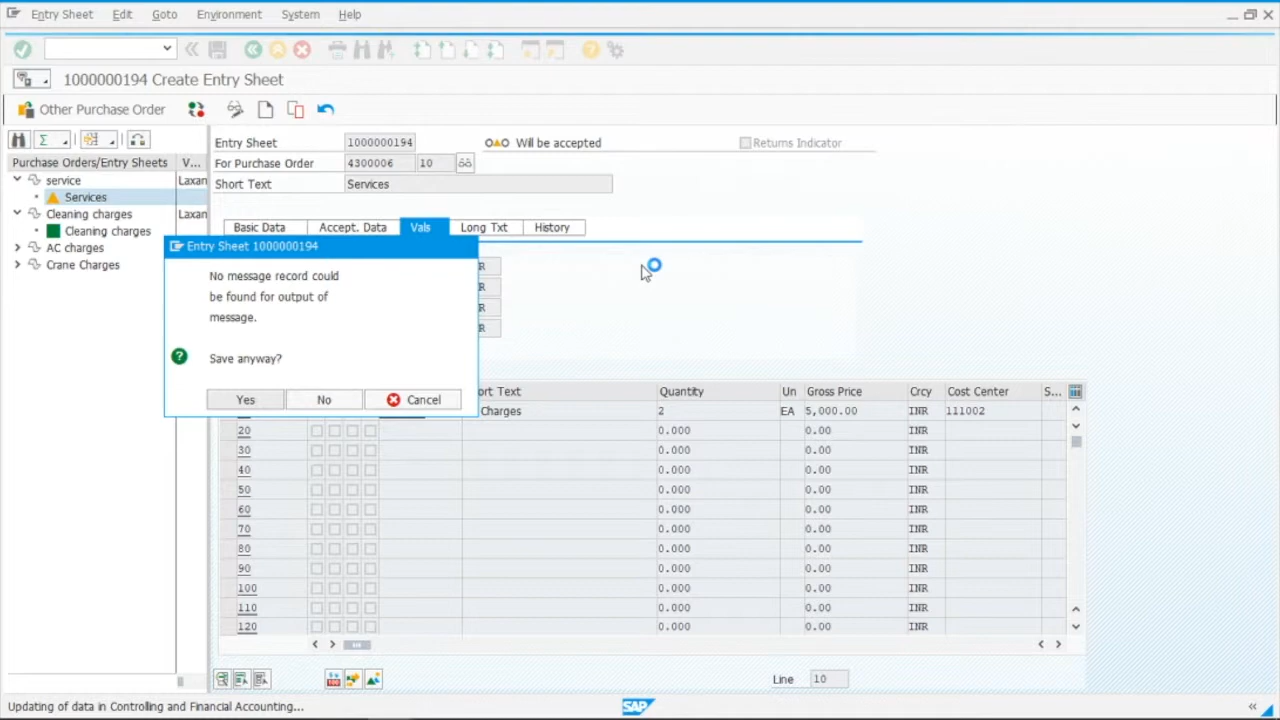 Entry Sheet Edit Goto Environment System Help
1000000194 Create Entry Sheet
Other Purchase Order
Entry Sheet 1000000194 Will be accepted Returns Indicator
For Purchase Order 4300006 10
Short Text Services
Purchase Orders/Entry Sheets V...
service Laxan
Services
Cleaning charges Laxan
Cleaning charges
AC charges
Crane Charges
Basic Data Accept. Data Vals Long Txt History
Entry Sheet 1000000194
No message record could
be found for output of
message.
Save anyway?
Yes No Cancel
R
R
R
R
ort Text Quantity Un Gross Price Crcy Cost Center S...
Charges 2 EA 5,000.00 INR 111002
20 0.000 0.00 INR
30 0.000 0.00 INR
40 0.000 0.00 INR
50 0.000 0.00 INR
60 0.000 0.00 INR
70 0.000 0.00 INR
80 0.000 0.00 INR
90 0.000 0.00 INR
100 0.000 0.00 INR
110 0.000 0.00 INR
120 0.000 0.00 INR
Line 10
Updating of data in Controlling and Financial Accounting... SAP